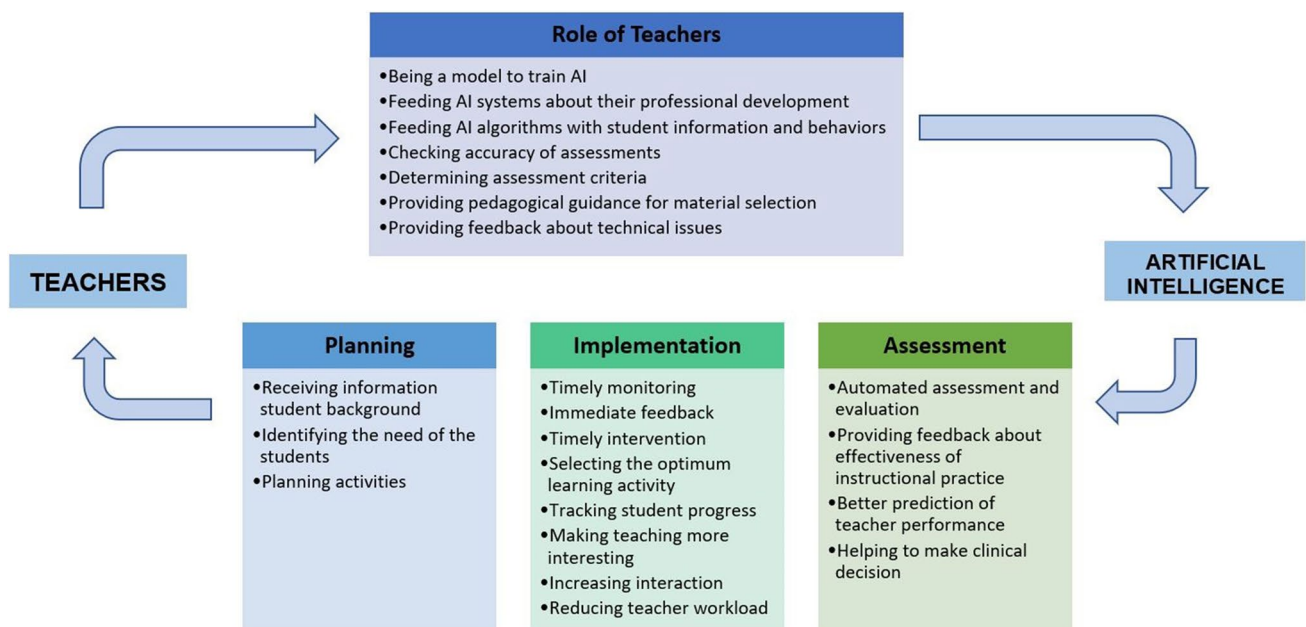 Role of Teachers
•Being a model to train AI
•Feeding AI systems about their professional development
•Feeding AI algorithms with student information and behaviors
•Checking accuracy of assessments
•Determining assessment criteria
•Providing pedagogical guidance for material selection
•Providing feedback about technical issues
TEACHERS
ARTIFICIAL
INTELLIGENCE
Planning
•Receiving information
student background
•Identifying the need of the
students
•Planning activities
Implementation
•Timely monitoring
•Immediate feedback
•Timely intervention
•Selecting the optimum
learning activity
•Tracking student progress
•Making teaching more
interesting
•Increasing interaction
•Reducing teacher workload
Assessment
•Automated assessment and
evaluation
•Providing feedback about
effectiveness of
instructional practice
•Better prediction of
teacher performance
•Helping to make clinical
decision